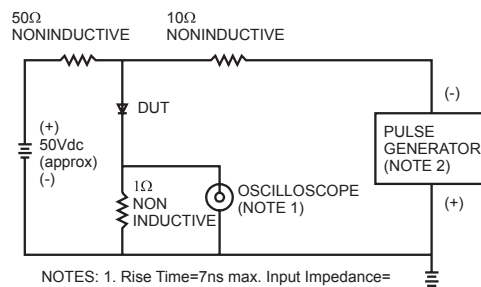 50Ω
NONINDUCTIVE
10Ω
NONINDUCTIVE
DUT
(+)
50Vdc
(approx)
(-)
1Ω
NON
INDUCTIVE
OSCILLOSCOPE
(NOTE 1)
(-)
PULSE
GENERATOR
(NOTE 2)
(+)
NOTES: 1. Rise Time=7ns max. Input Impedance=